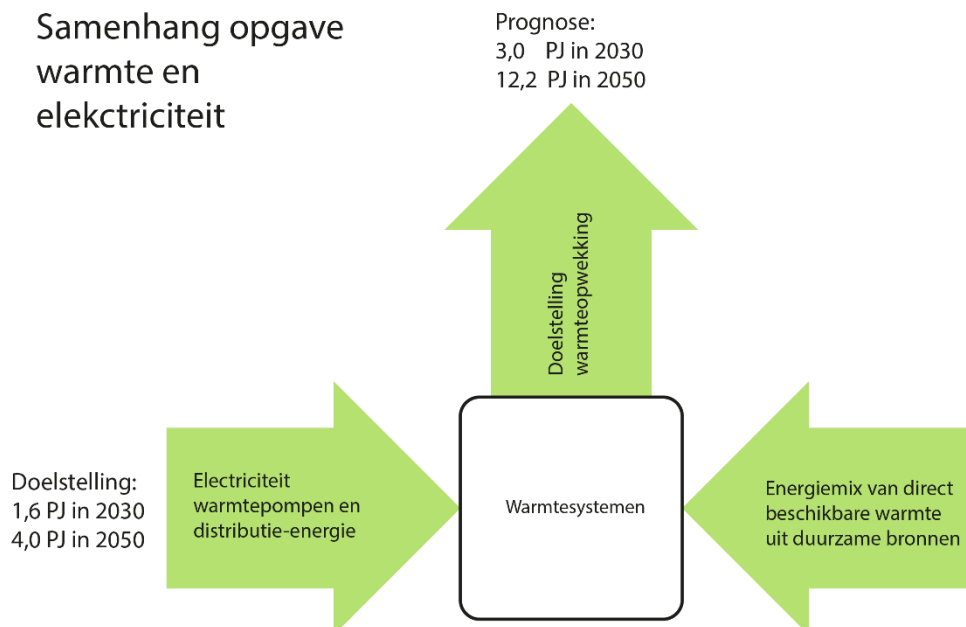 Samenhang opgave
warmte en
elekctriciteit
Prognose:
3,0 PJ in 2030
12,2 PJ in 2050
Doelstelling
warmteopwekking
Doelstelling:
1,6 PJ in 2030
4,0 PJ in 2050
Electriciteit
warmtepompen en
distributie-energie
Warmtesystemen
Energiemix van direct
beschikbare warmte
uit duurzame bronnen